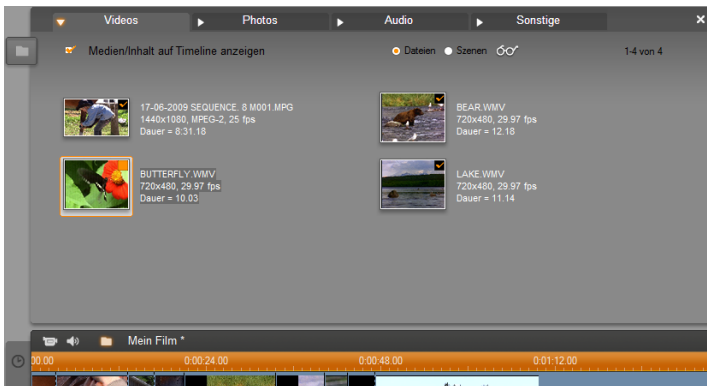 Videos
Photos
Audio
Sonstige
Medien/Inhalt auf Timeline anzeigen
Dateien
Szenen
1-4 von 4
17-06-2009 SEQUENCE. 8 M001.MPG
1440x1080, MPEG-2, 25 fps
Dauer = 8:31.18
BEAR.WMV
720x480, 29.97 fps
Dauer = 12.18
BUTTERFLY.WMV
720x480, 29.97 fps
Dauer = 10.03
LAKE.WMV
720x480, 29.97 fps
Dauer = 11.14
Mein Film *
00.00
0:00:24.00
0:00:48.00
0:01:12.00